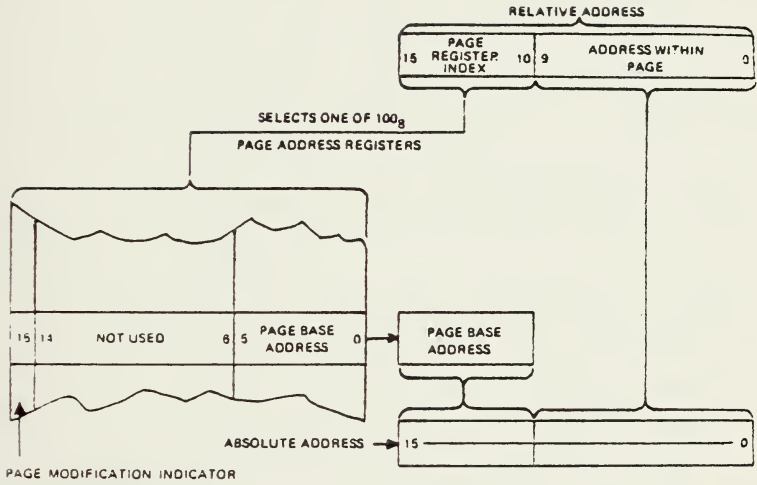 RELATIVE ADDRESS
PAGE
15 REGISTER 10 9 ADDRESS WITHIN 0
INDEX PAGE
SELECTS ONE OF 100₈
PAGE ADDRESS REGISTERS
15 14 NOT USED 6 5 PAGE BASE 0
ADDRESS
PAGE BASE
ADDRESS
ABSOLUTE ADDRESS 15 0
PAGE MODIFICATION INDICATOR